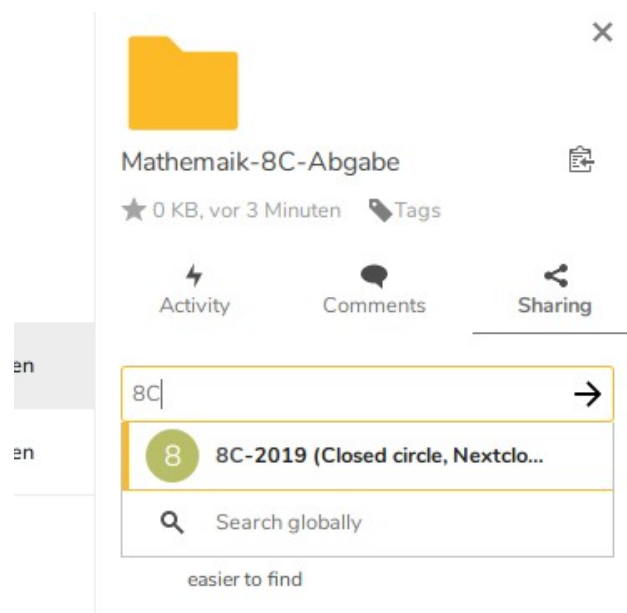 Mathemaik-8C-Abgabe
0 KB, vor 3 Minuten Tags
Activity Comments Sharing
en
8C
8 8C-2019 (Closed circle, Nextclo...
en
Search globally
easier to find